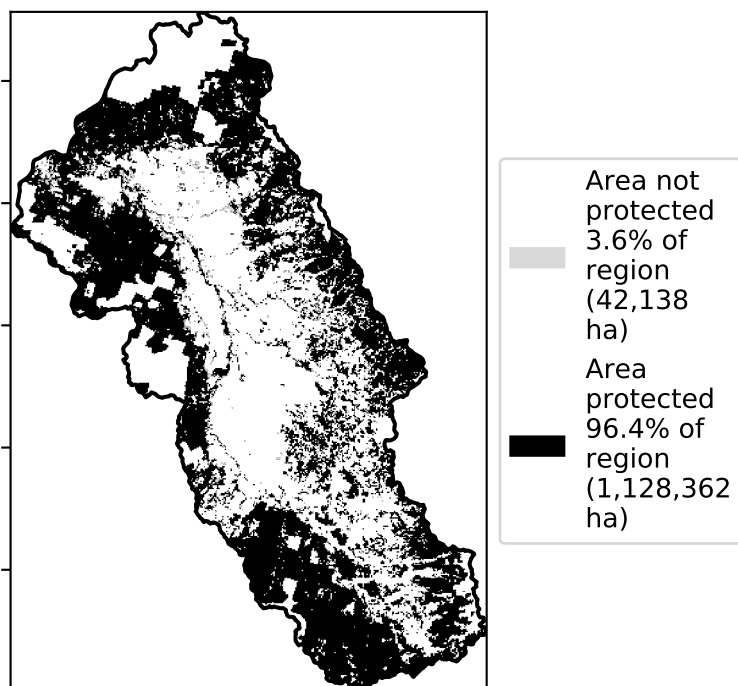 Area not
protected
3.6% of
region
(42,138
ha)
Area
protected
96.4% of
region
(1,128,362
ha)